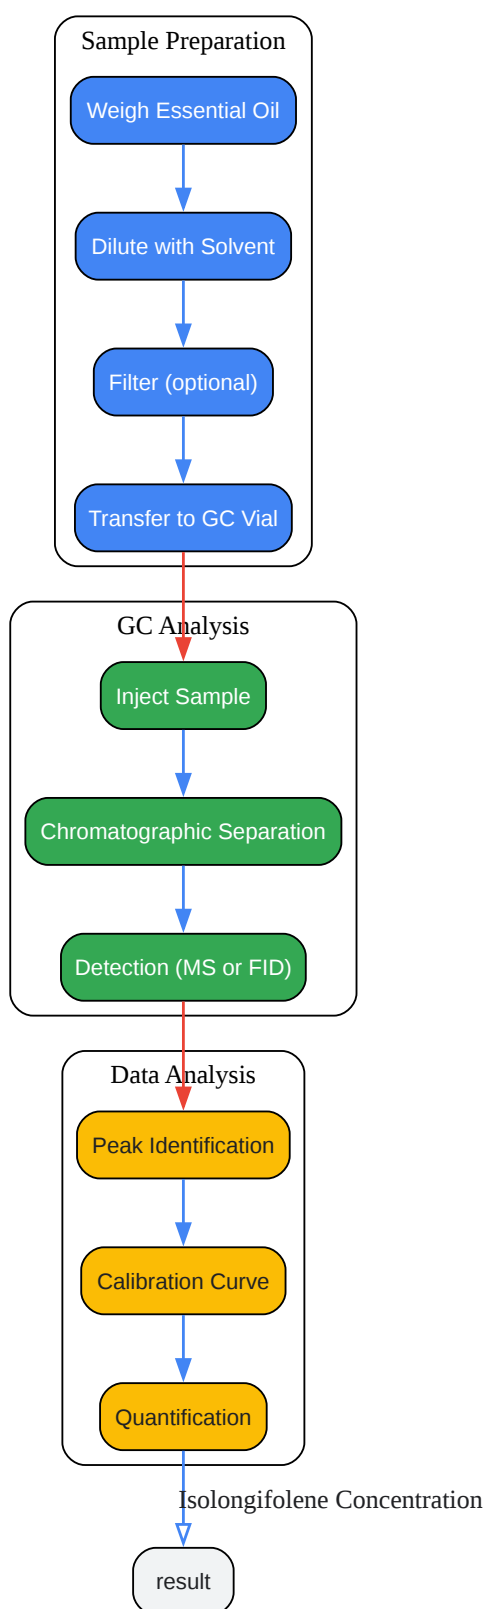 Sample Preparation
Weigh Essential Oil
Dilute with Solvent
Filter (optional)
Transfer to GC Vial
GC Analysis
Inject Sample
Chromatographic Separation
Detection (MS or FID)
Data Analysis
Peak Identification
Calibration Curve
Quantification
Isolongifolene Concentration
result